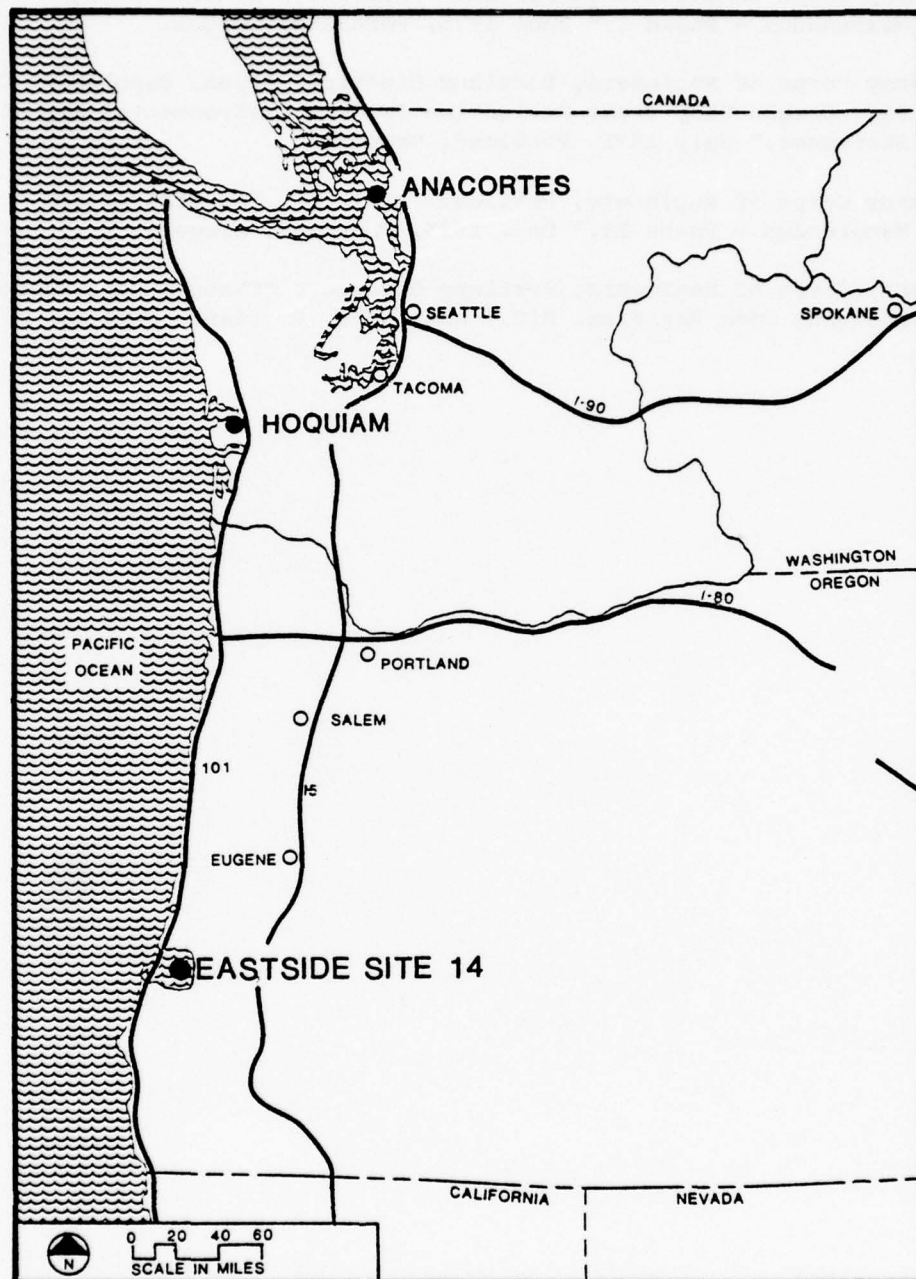 CANADA
ANACORTES
SEATTLE
SPOKANE
TACOMA
I-90
HOQUIAM
WASHINGTON
OREGON
I-80
PACIFIC
OCEAN
PORTLAND
SALEM
101
I5
EUGENE
EASTSIDE SITE 14
CALIFORNIA
NEVADA
N
0 20 40 60
SCALE IN MILES